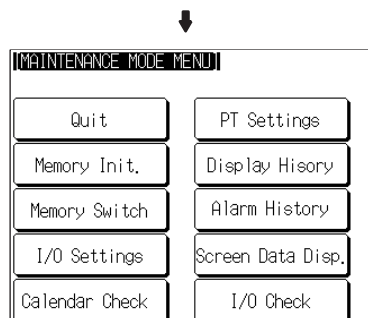 [MAINTENANCE MODE MENU]
Quit
PT Settings
Memory Init.
Display Hisory
Memory Switch
Alarm History
I/O Settings
Screen Data Disp.
Calendar Check
I/O Check